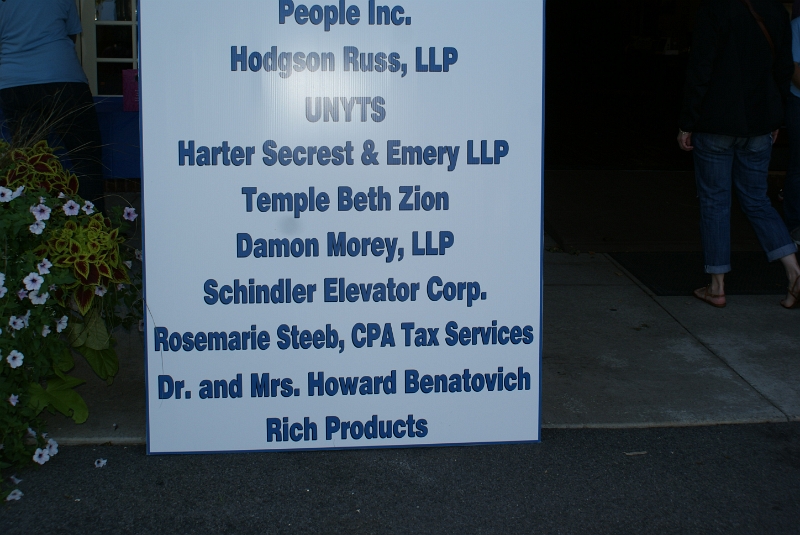 People Inc.
Hodgson Russ, LLP
UNYTS
Harter Secrest & Emery LLP
Temple Beth Zion
Damon Morey, LLP
Schindler Elevator Corp.
Rosemarie Steeb, CPA Tax Services
Dr. and Mrs. Howard Benatovich
Rich Products